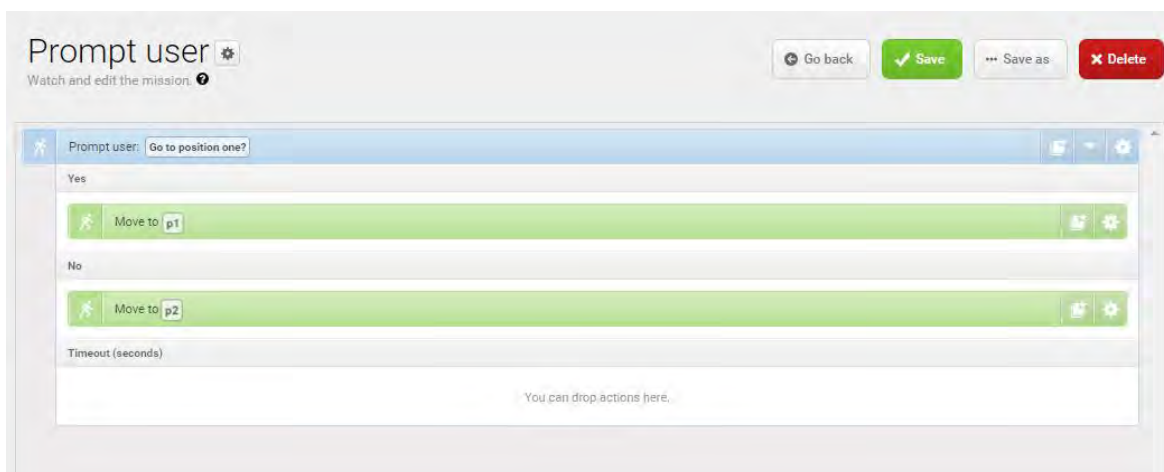 Prompt user
Watch and edit the mission.
Go back
Save
Save as
Delete
Prompt user: Go to position one?
Yes
Move to p1
No
Move to p2
Timeout (seconds)
You can drop actions here.